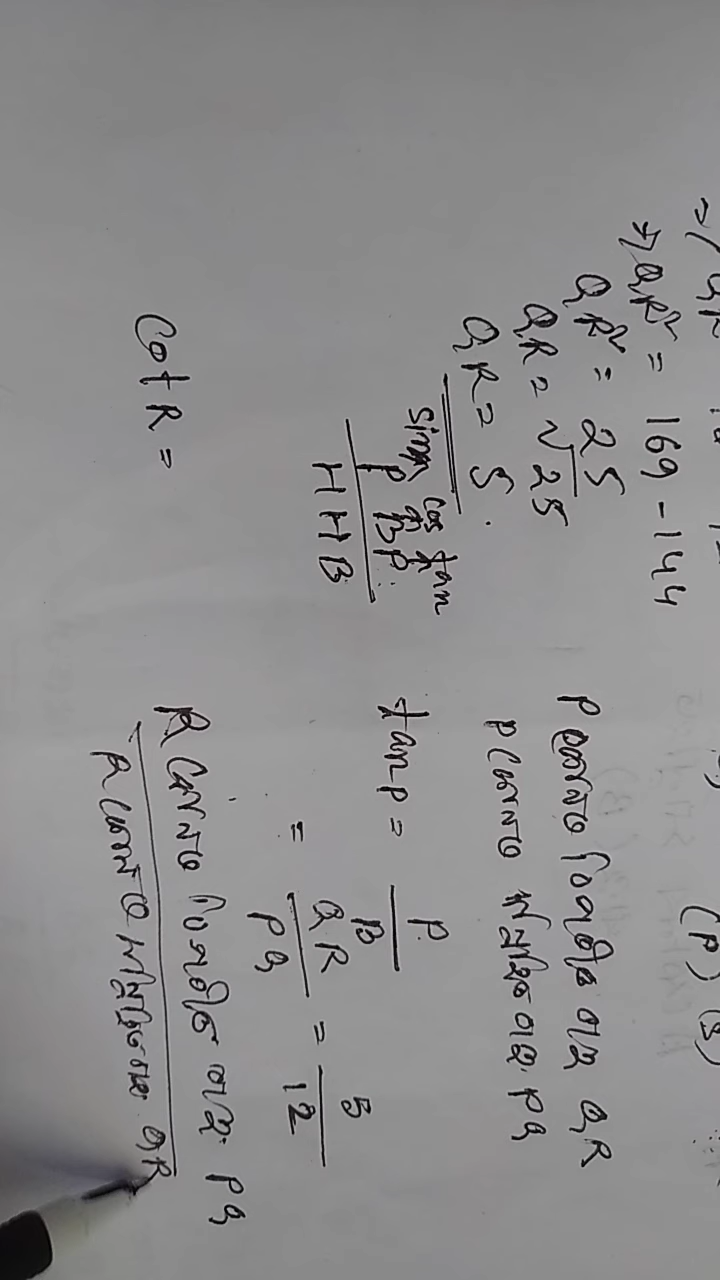 ⇒ QR² = 169 - 144
QR² = 25
QR = √25
QR = 5.
sin cos tan
P B P
H H B
P କୋଣର ବିପରୀତ ବାହୁ QR
P କୋଣର ସନ୍ନିହିତ ବାହୁ PQ
tan P = P/B
= QR/PQ = 5/12
Cot R =
R କୋଣର ବିପରୀତ ବାହୁ PQ
R କୋଣର ସନ୍ନିହିତ ବାହୁ QR